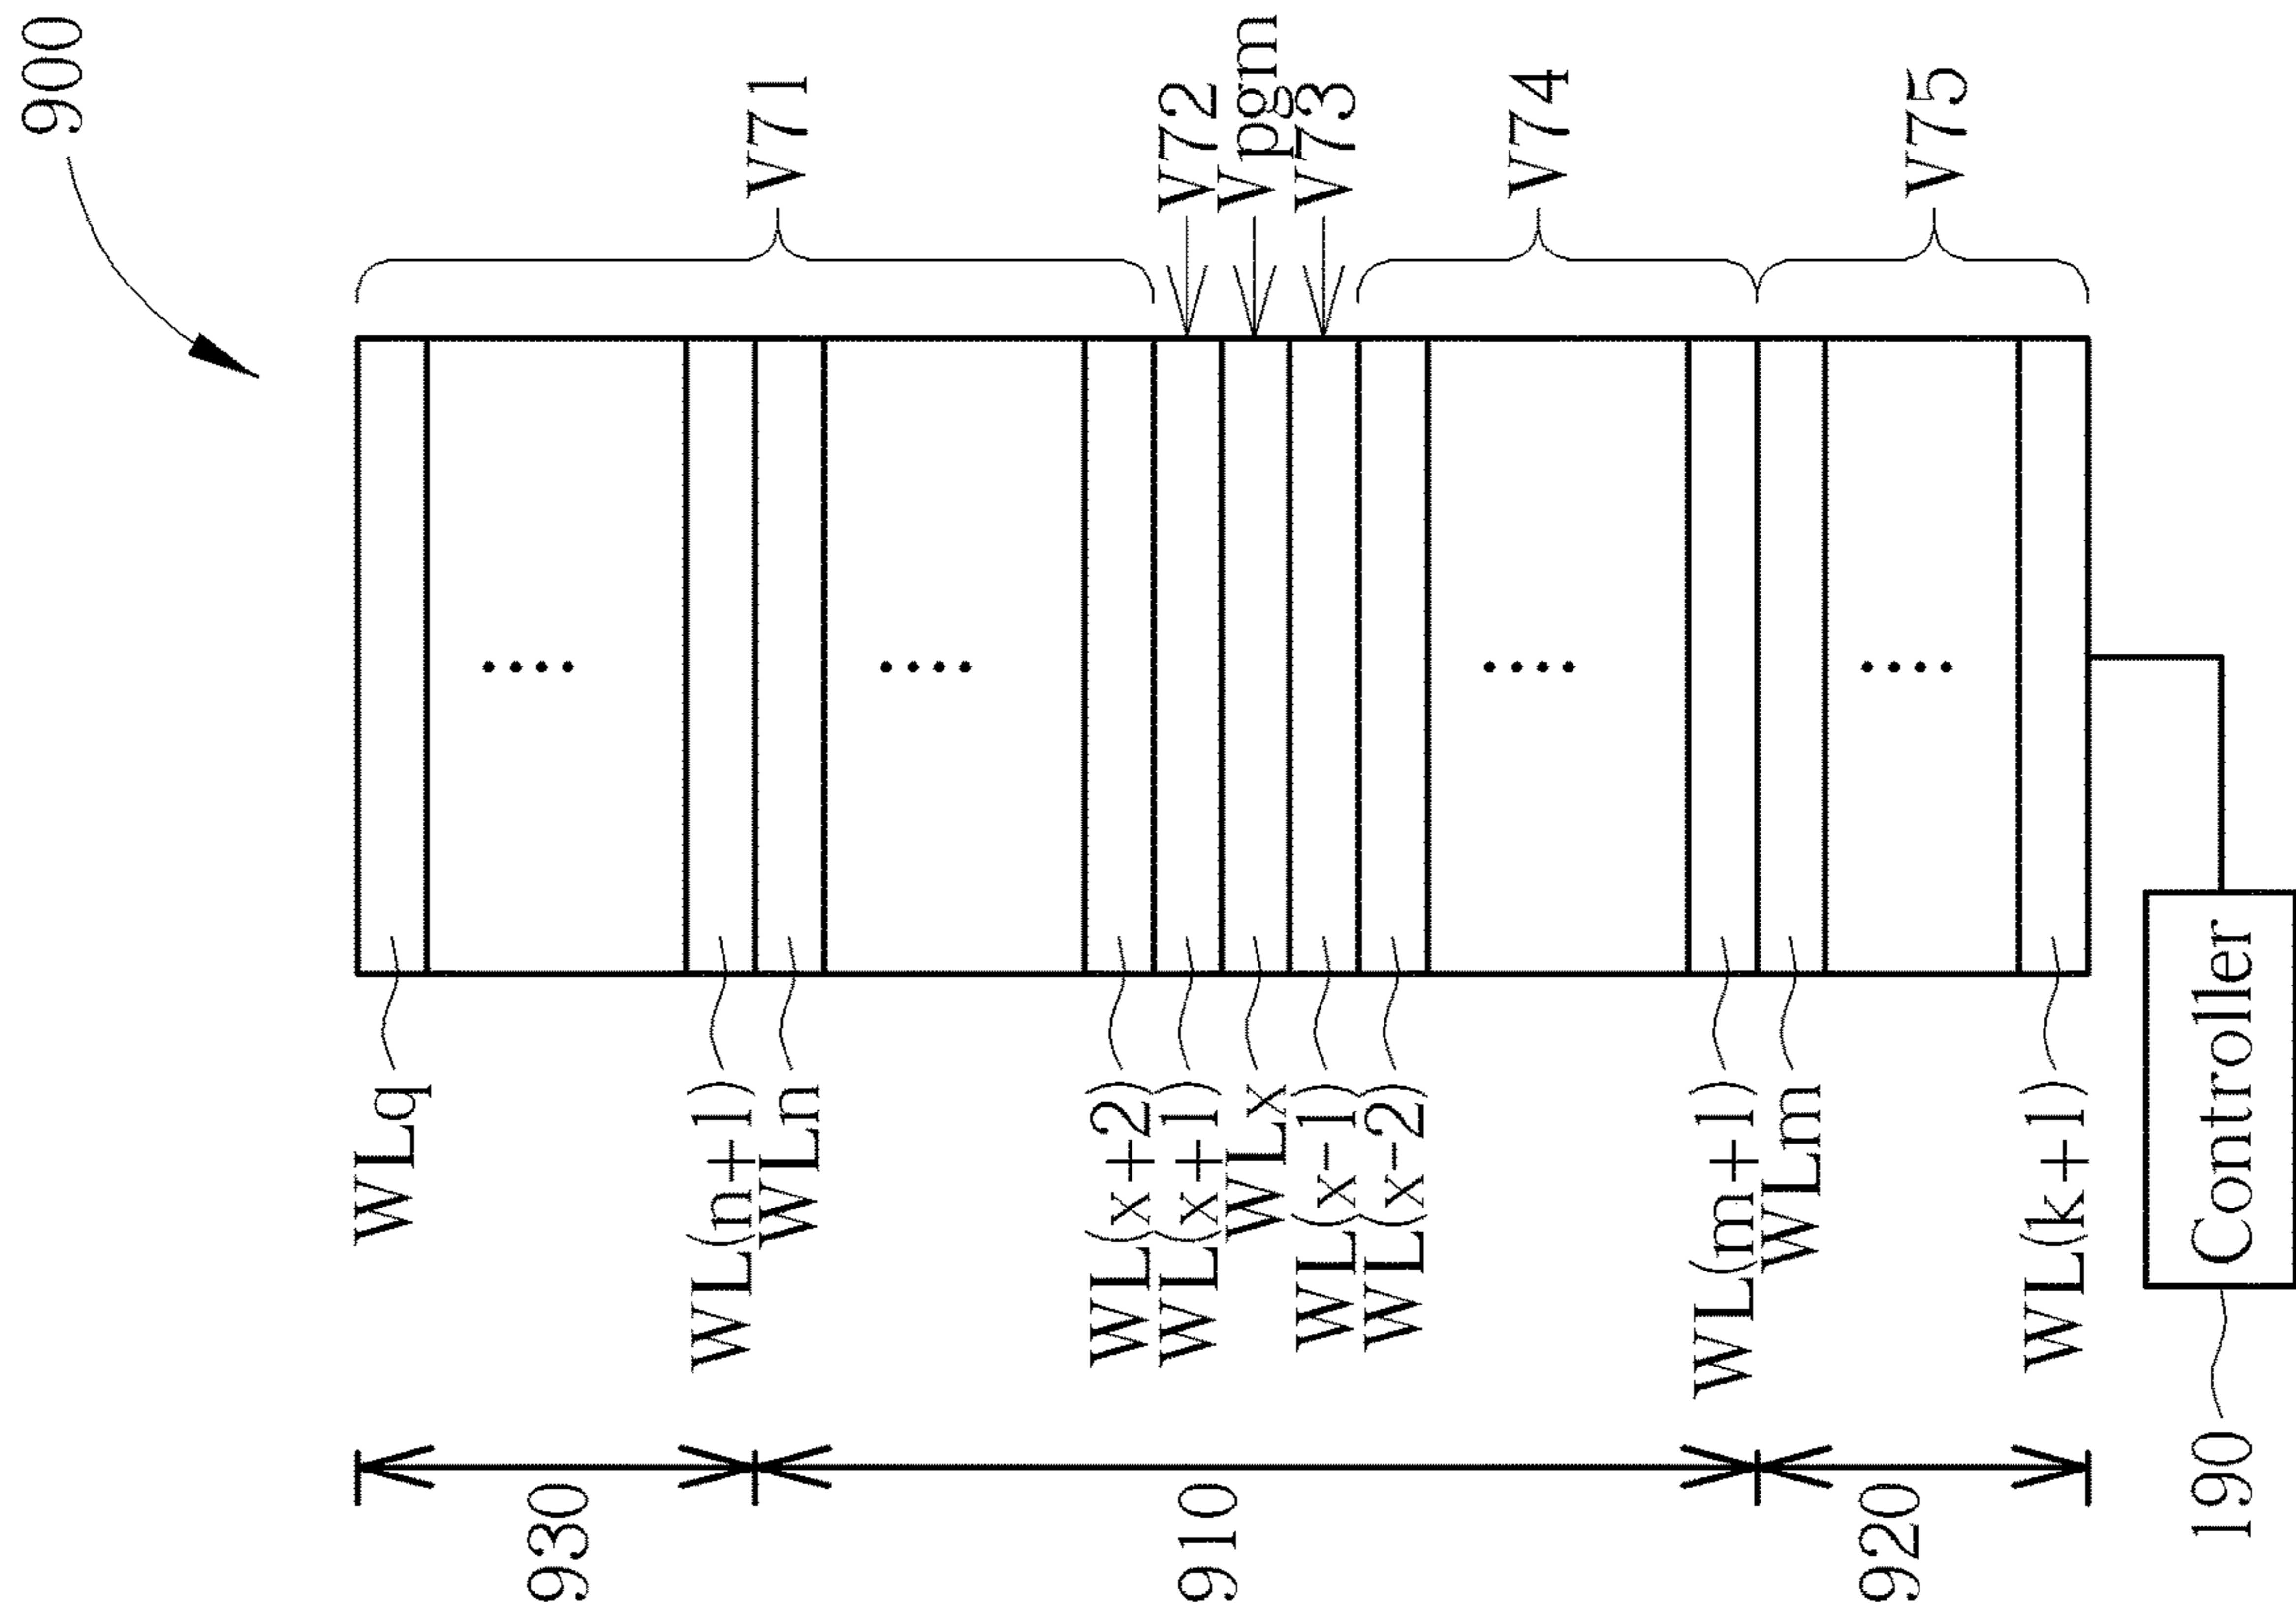 900
WLq
WL(n+1)
WLn
WL(x+2)
WL(x+1)
WLx
WL(x-1)
WL(x-2)
WL(m+1)
WLm
WL(k+1)
V71
V72
Vpgm
V73
V74
V75
930
910
920
Controller
190